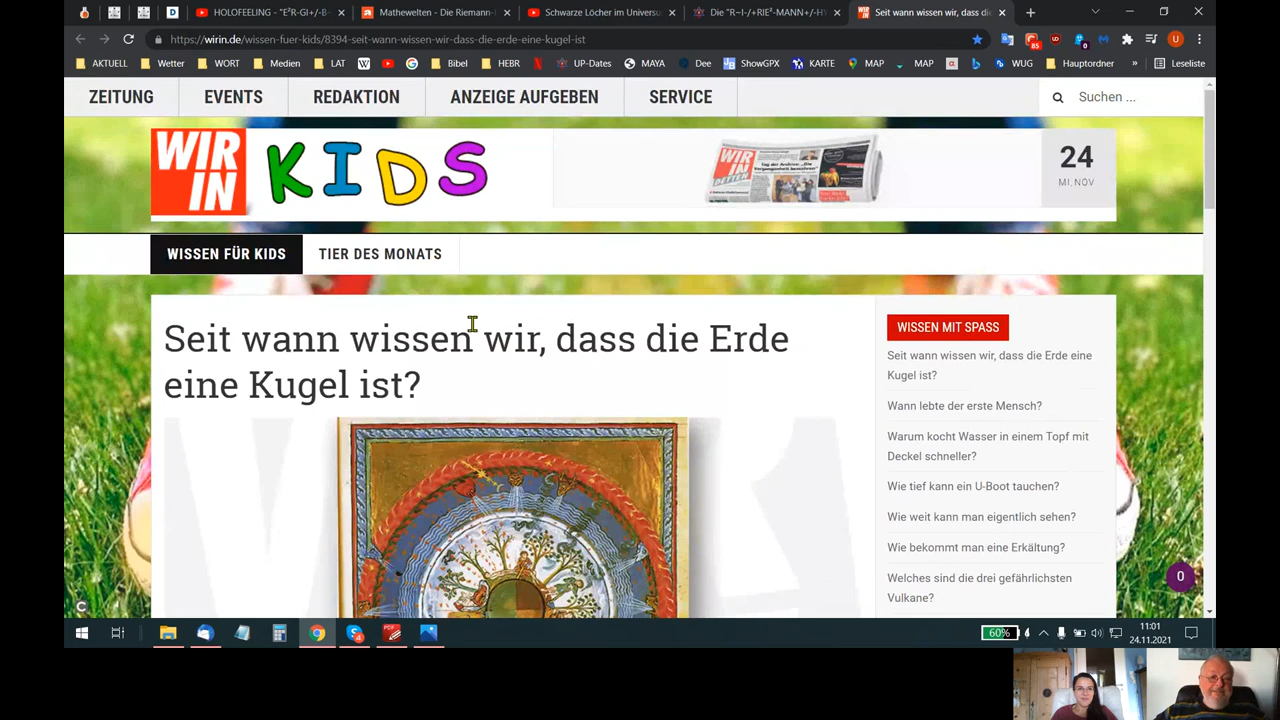 HOLOFEELING - "E²R-GI+/-B-
Mathewelten - Die Riemann-
Schwarze Löcher im Universu
Die "R~I-/+RIE²-MANN+/-HY
Seit wann wissen wir, dass die
https://wirin.de/wissen-fuer-kids/8394-seit-wann-wissen-wir-dass-die-erde-eine-kugel-ist
85
0
U
AKTUELL
Wetter
WORT
Medien
LAT
Bibel
HEBR
UP-Dates
MAYA
Dee
ShowGPX
KARTE
MAP
MAP
WUG
Hauptordner
»
Leseliste
ZEITUNG
EVENTS
REDAKTION
ANZEIGE AUFGEBEN
SERVICE
Suchen ...
WIR
IN
KIDS
WIR
IN
24
MI, NOV
WISSEN FÜR KIDS
TIER DES MONATS
Seit wann wissen wir, dass die Erde
eine Kugel ist?
WISSEN MIT SPASS
Seit wann wissen wir, dass die Erde eine
Kugel ist?
Wann lebte der erste Mensch?
Warum kocht Wasser in einem Topf mit
Deckel schneller?
Wie tief kann ein U-Boot tauchen?
Wie weit kann man eigentlich sehen?
Wie bekommt man eine Erkältung?
Welches sind die drei gefährlichsten
Vulkane?
0
60%
11:01
24.11.2021